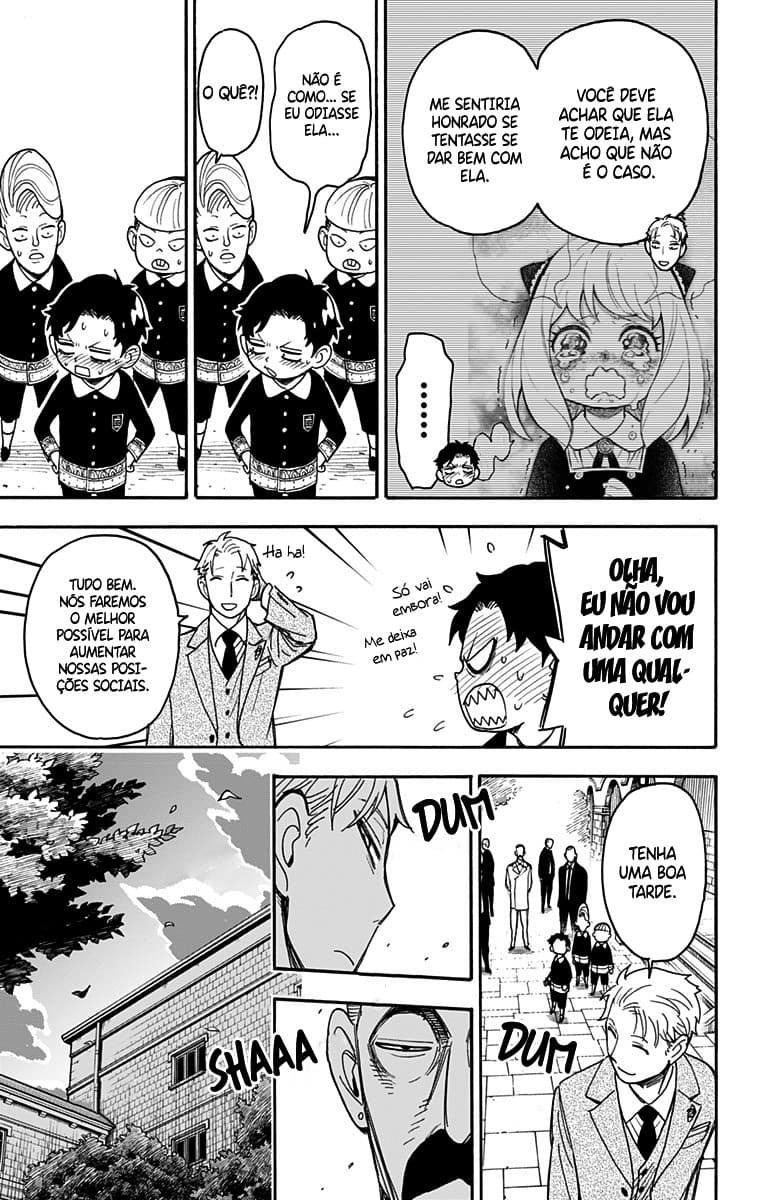 VOCÊ DEVE
ACHAR QUE ELA
TE ODEIA, MAS
ACHO QUE NÃO
É O CASO.
ME SENTIRIA
HONRADO SE
TENTASSE SE
DAR BEM COM
ELA.
......
NÃO É
COMO... SE
EU ODIASSE
ELA...
O QUÊ?!
OLHA,
EU NÃO VOU
ANDAR COM
UMA QUAL-
QUER!
Só vai
embora!
Me deixa
em paz!
Ha ha!
TUDO BEM.
NÓS FAREMOS
O MELHOR
POSSÍVEL PARA
AUMENTAR
NOSSAS POSI-
ÇÕES SOCIAIS.
TENHA
UMA BOA
TARDE.
DUM
DUM
SHAAA